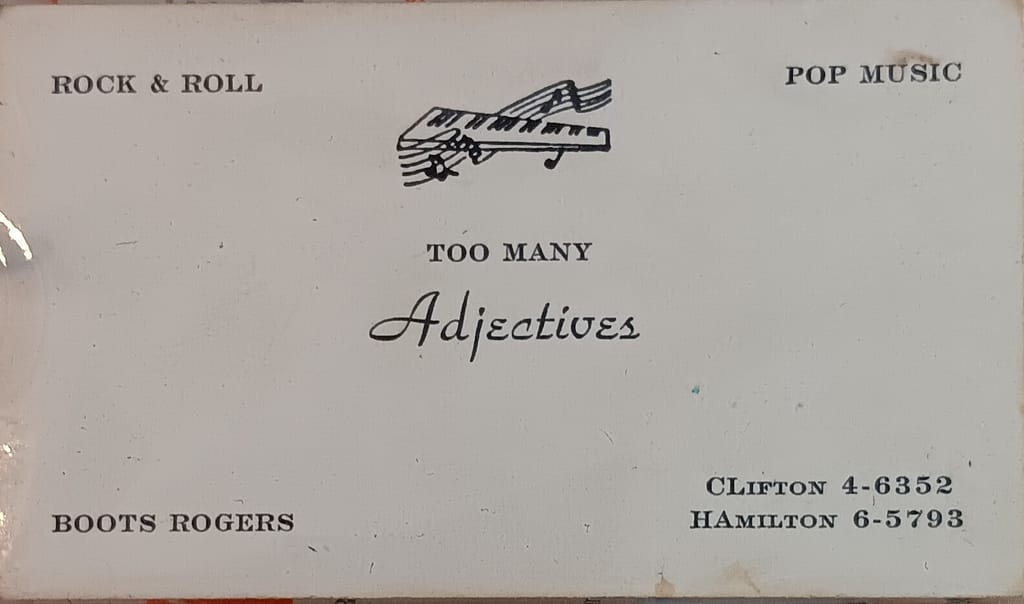 ROCK & ROLL
POP MUSIC
TOO MANY
Adjectives
BOOTS ROGERS
CLIFTON 4-6352
HAMILTON 6-5793